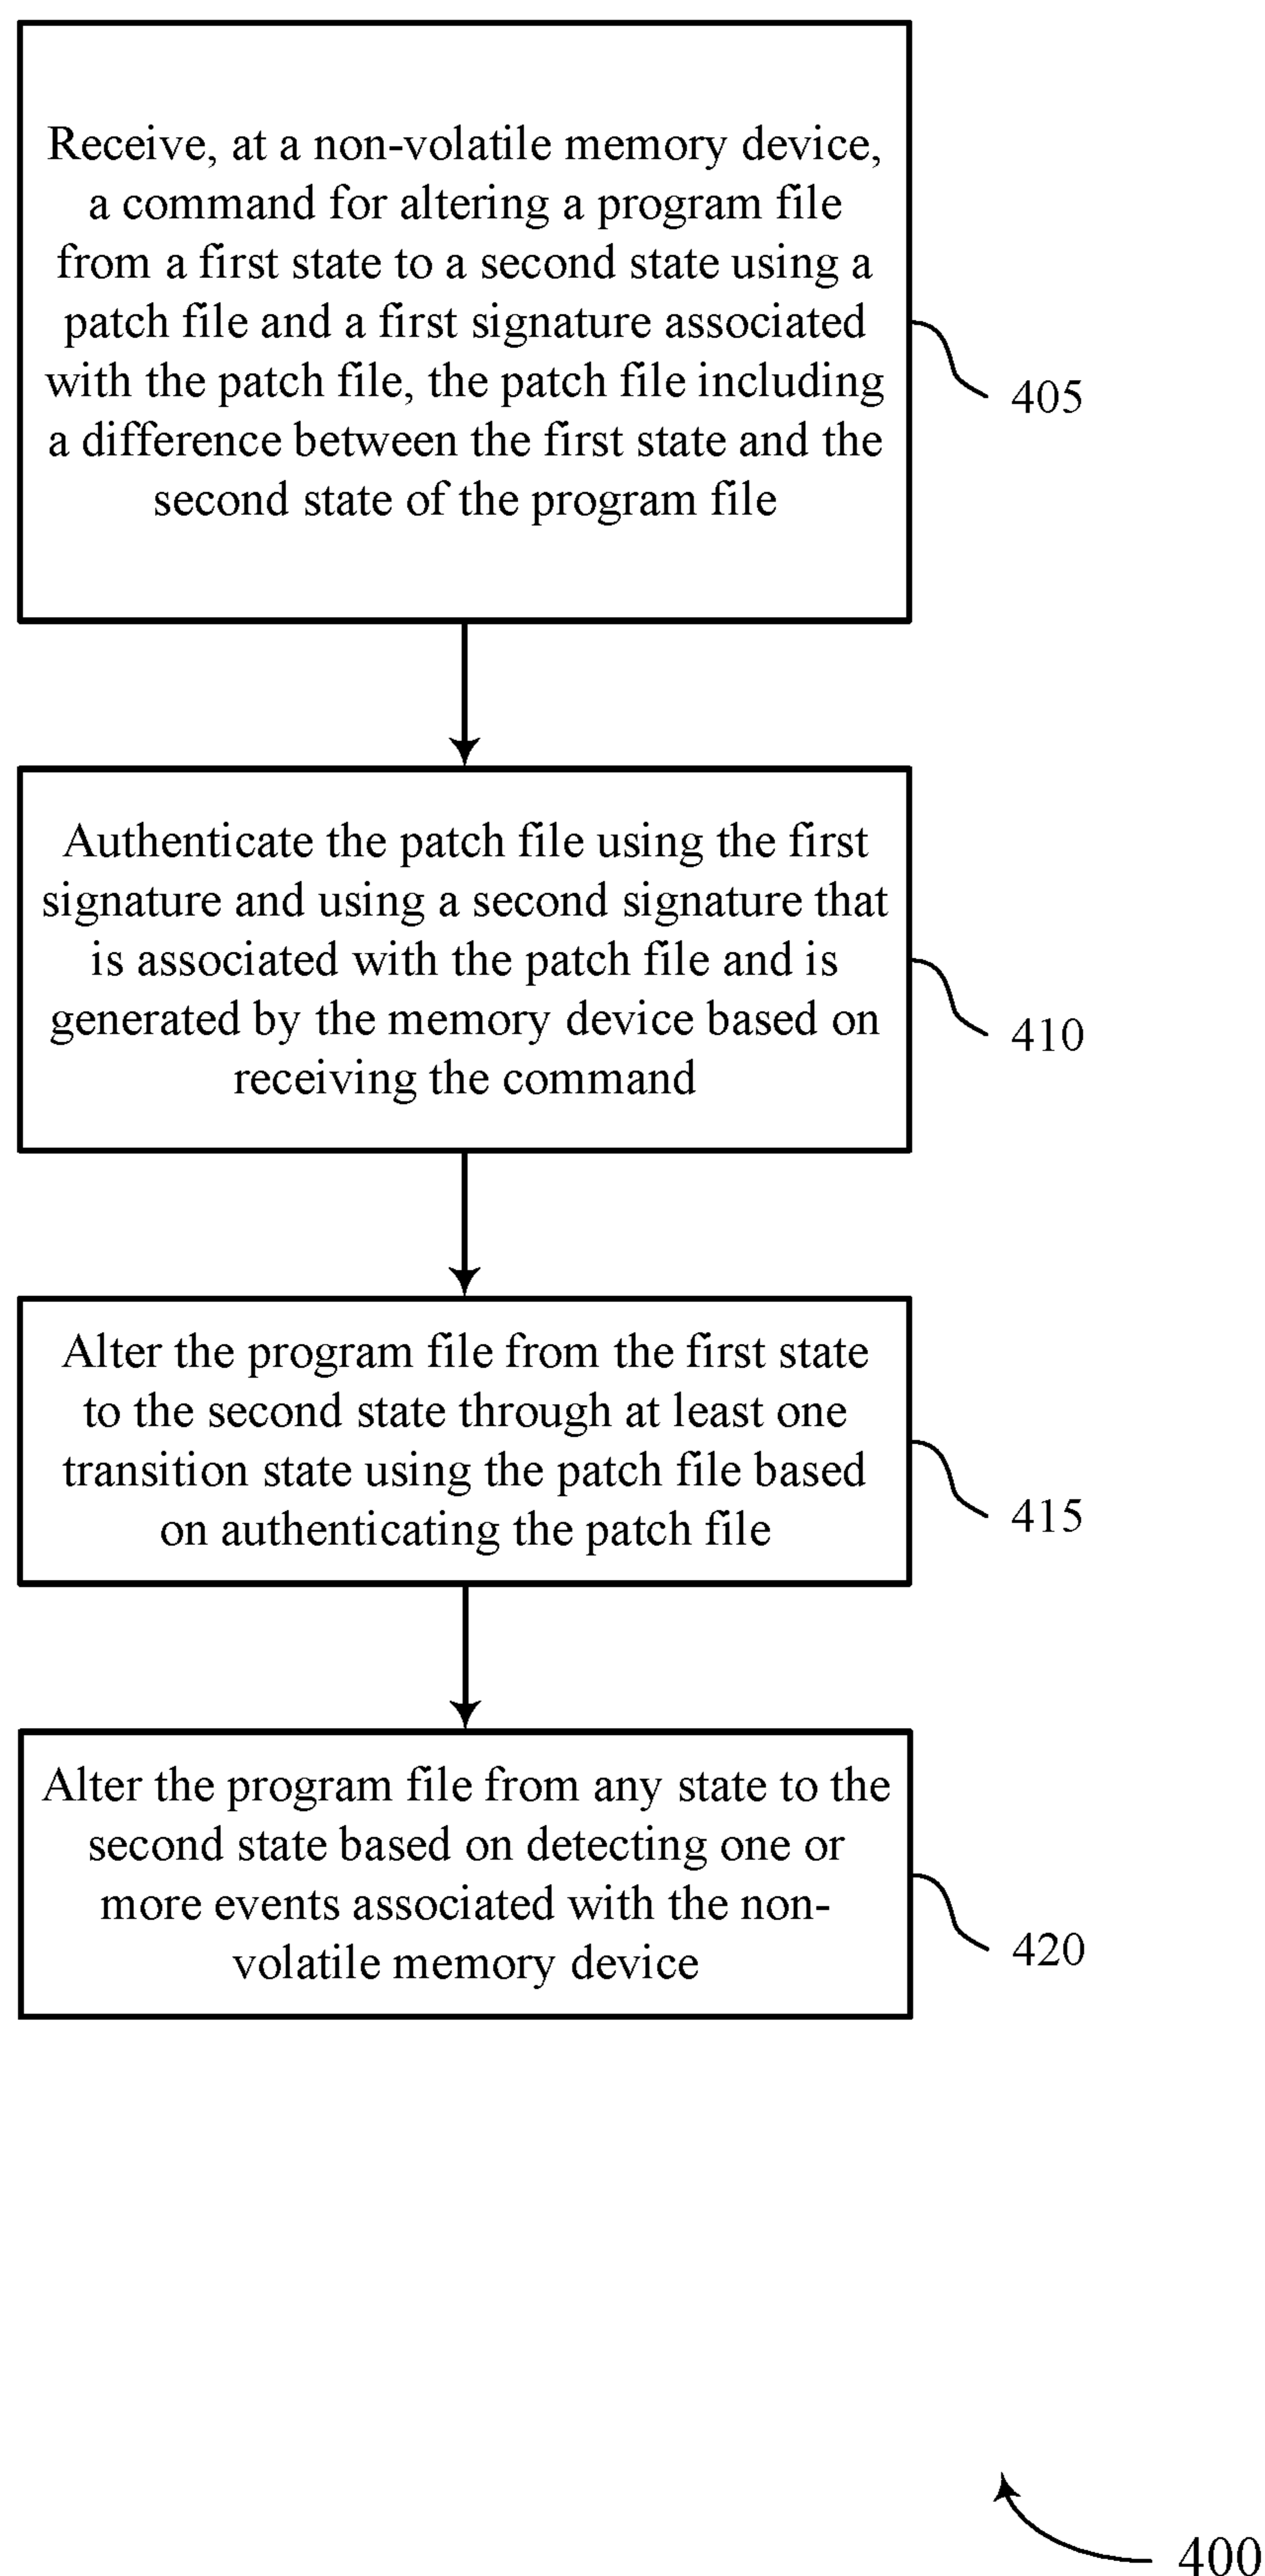 Receive, at a non-volatile memory device,
a command for altering a program file
from a first state to a second state using a
patch file and a first signature associated
with the patch file, the patch file including
a difference between the first state and the
second state of the program file
405
Authenticate the patch file using the first
signature and using a second signature that
is associated with the patch file and is
generated by the memory device based on
receiving the command
410
Alter the program file from the first state
to the second state through at least one
transition state using the patch file based
on authenticating the patch file
415
Alter the program file from any state to the
second state based on detecting one or
more events associated with the non-
volatile memory device
420
400